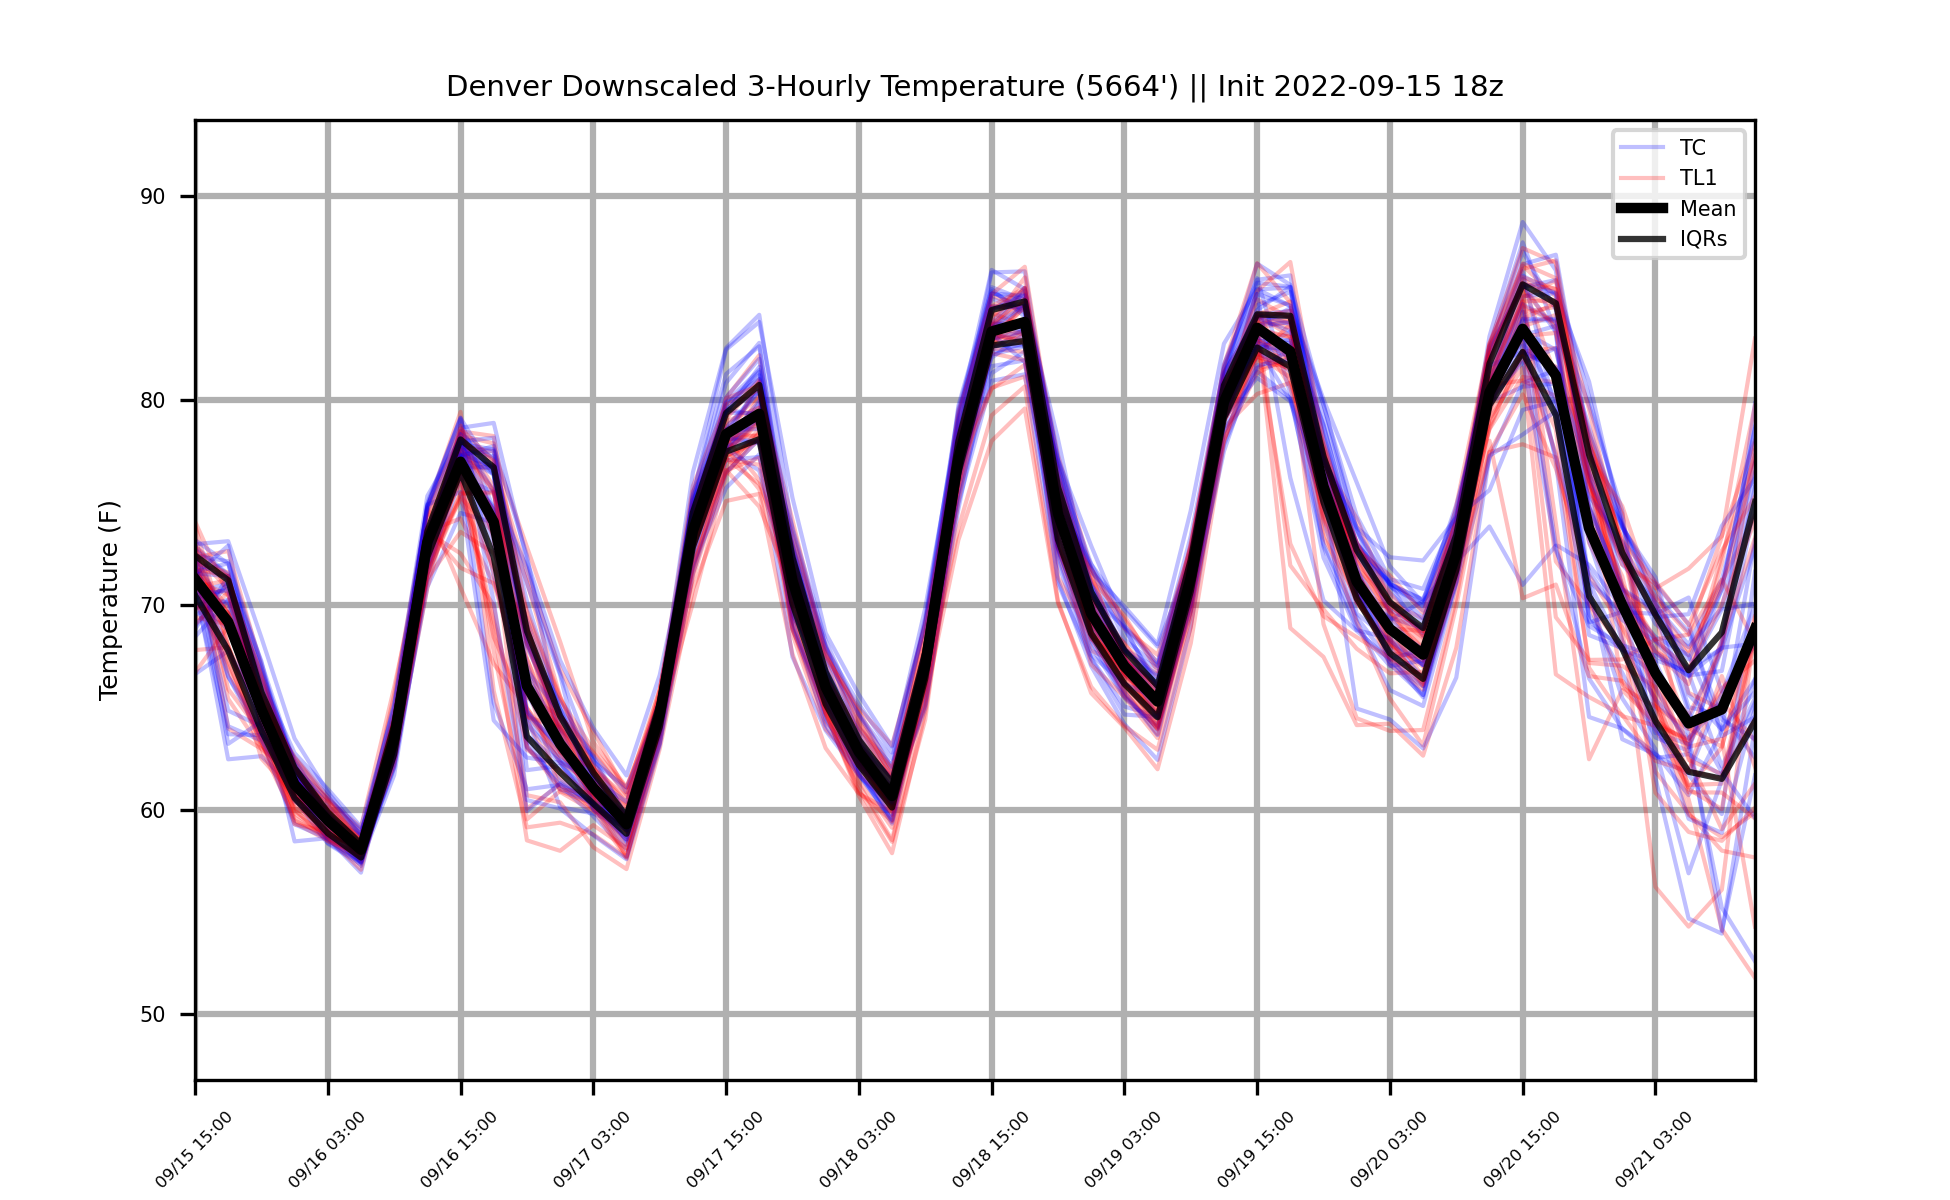 Denver Downscaled 3-Hourly Temperature (5664') || Init 2022-09-15 18z
TC
TL1
Mean
IQRs
Temperature (F)
90
80
70
60
50
09/15 15:00
09/16 03:00
09/16 15:00
09/17 03:00
09/17 15:00
09/18 03:00
09/18 15:00
09/19 03:00
09/19 15:00
09/20 03:00
09/20 15:00
09/21 03:00